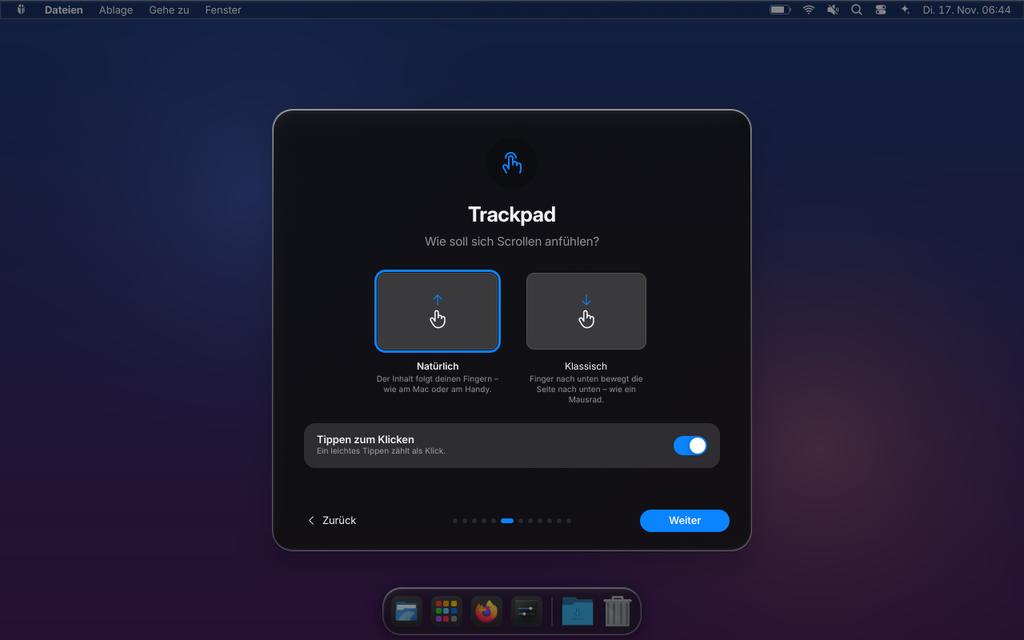 Dateien Ablage Gehe zu Fenster Di. 17. Nov. 06:44
Trackpad
Wie soll sich Scrollen anfühlen?
Natürlich
Der Inhalt folgt deinen Fingern –
wie am Mac oder am Handy.
Klassisch
Finger nach unten bewegt die
Seite nach unten – wie ein
Mausrad.
Tippen zum Klicken
Ein leichtes Tippen zählt als Klick.
Zurück
Weiter